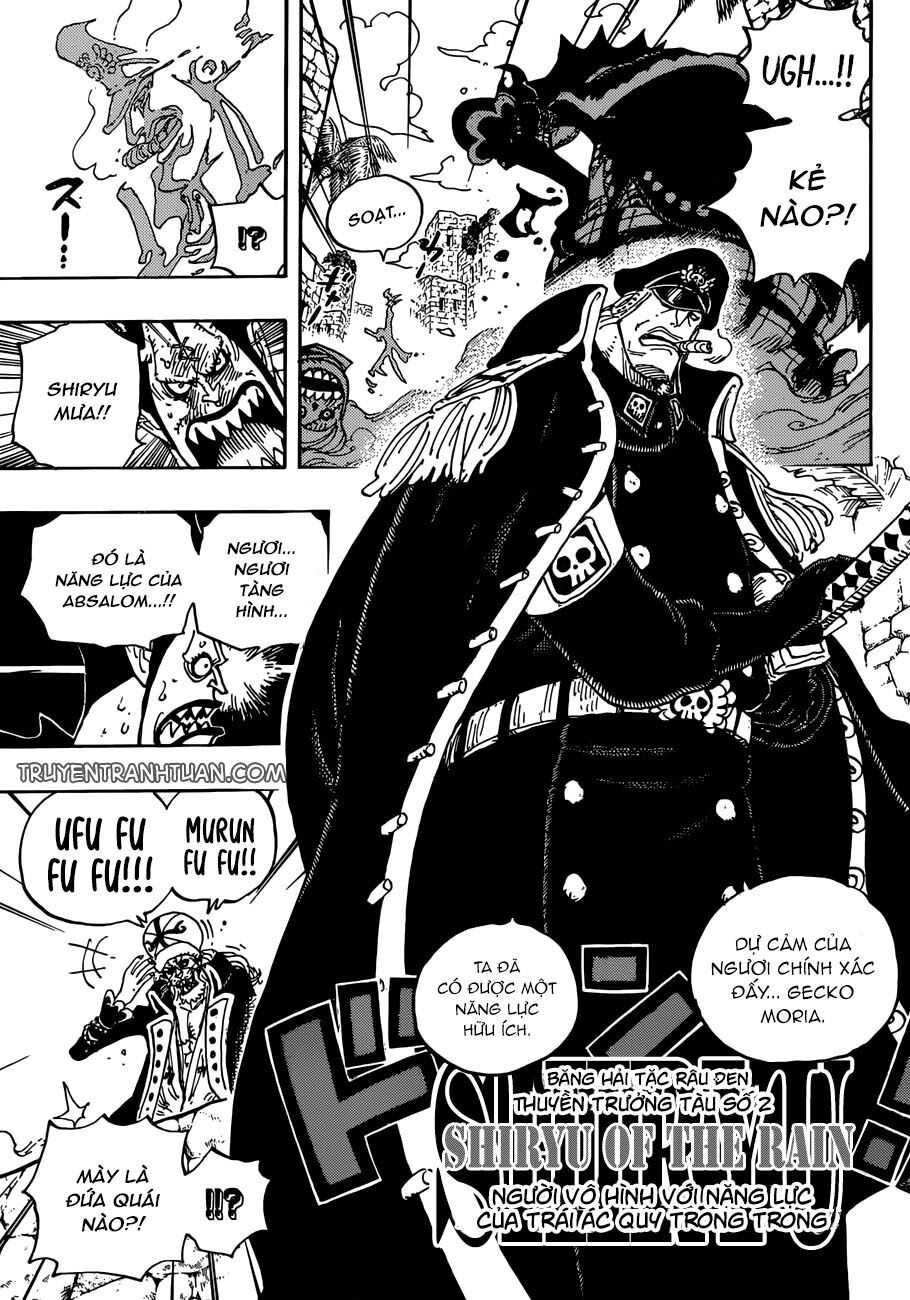 UGH...!!
KẺ
NÀO?!
SOẠT...
スー...
!?
SHIRYU
MƯA!!
NGƯƠI...
NGƯƠI
TÀNG
HÌNH...
ĐÓ LÀ
NĂNG LỰC CỦA
ABSALOM...!!
TRUYENTRANHTUAN.COM
MURUN
FU FU!!
UFU FU
FU FU!!!
DỰ CẢM CỦA
NGƯƠI CHÍNH XÁC
ĐẤY... GECKO
MORIA.
TA ĐÃ
CÓ ĐƯỢC MỘT
NĂNG LỰC
HỮU ÍCH.
BĂNG HẢI TẶC RÂU ĐEN
THUYỀN TRƯỞNG TÀU SỐ 2
SHIRYU
SHIRYU OF THE RAIN
NGƯỜI VÔ HÌNH VỚI NĂNG LỰC
CỦA TRÁI ÁC QUỶ TRONG TRONG
!!?
MÀY LÀ
ĐỨA QUÁI
NÀO?!